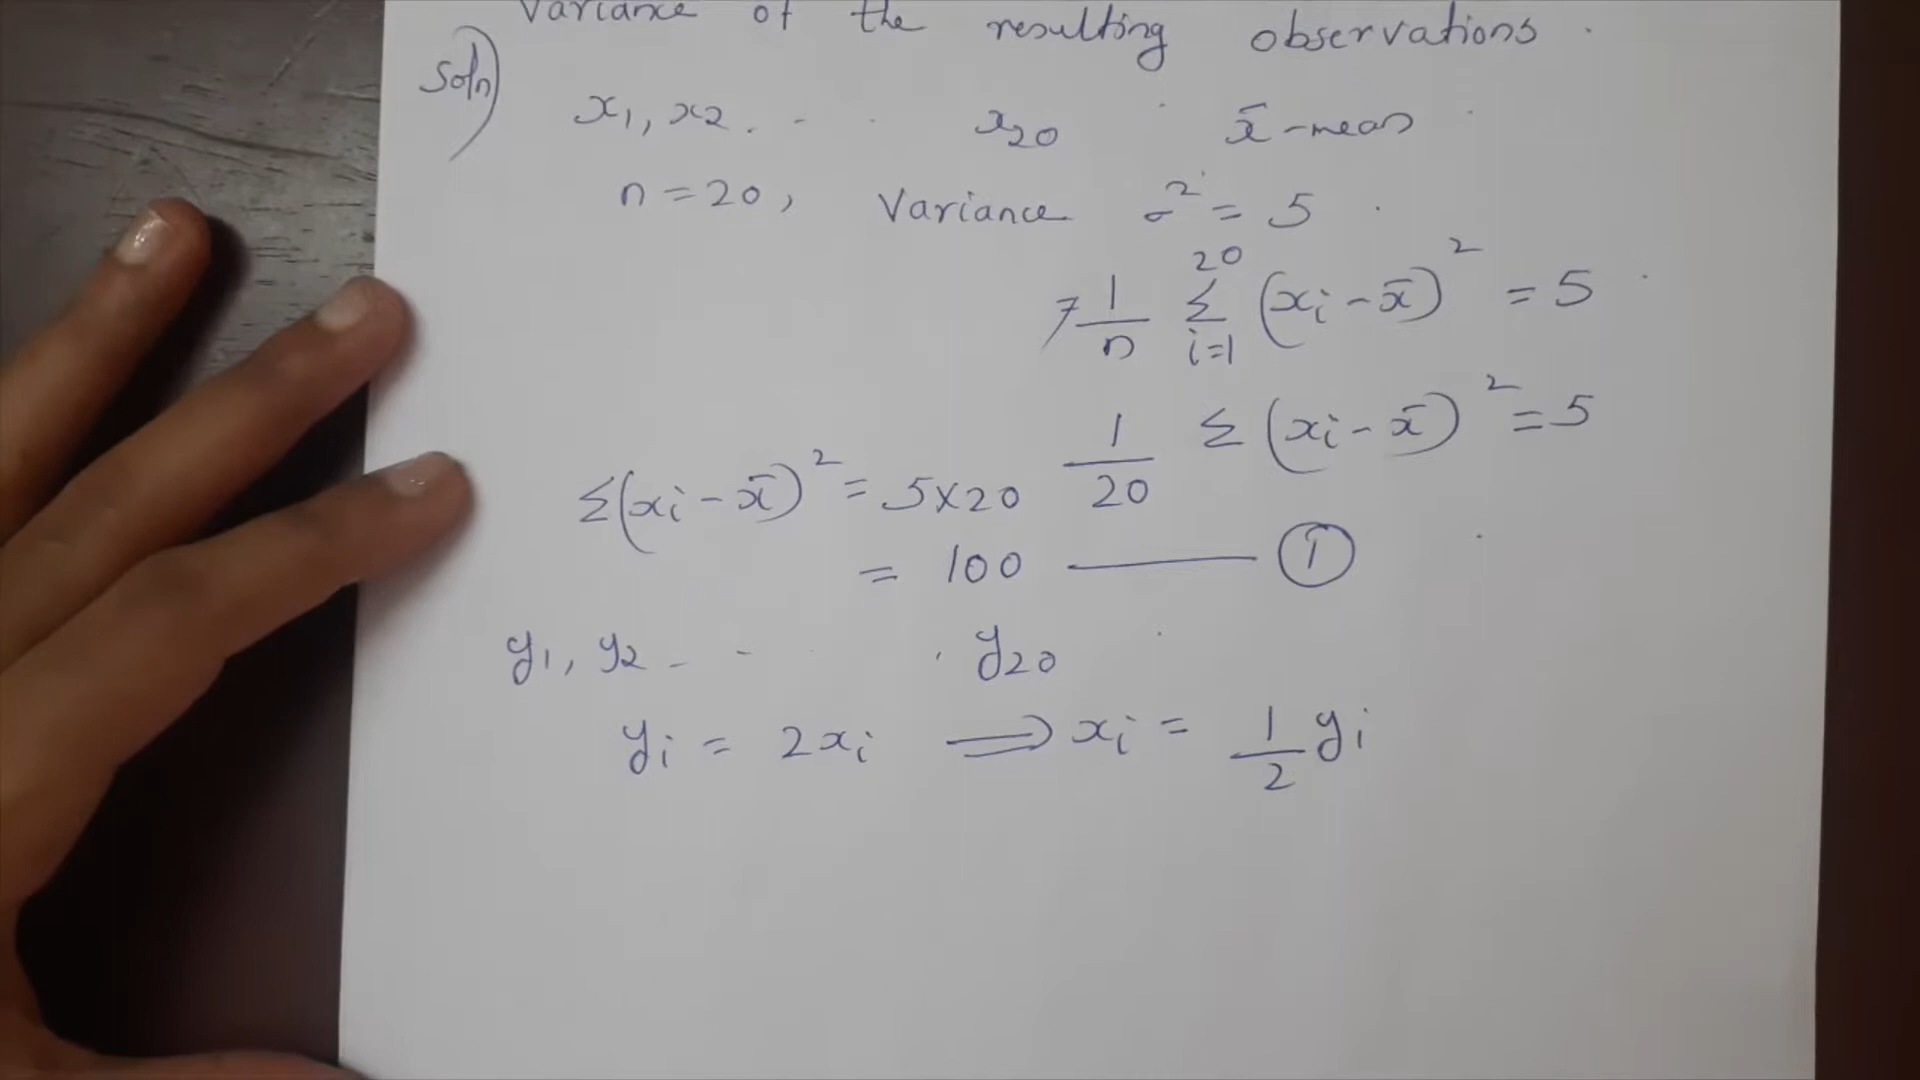 Variance of the resulting observations.
Soln)
x₁, x₂. - . x₂₀ x̄ -mean
n = 20, Variance σ² = 5.
⇒ 1/n 20 Σ i=1 (xᵢ - x̄)² = 5
1/20 Σ (xᵢ - x̄)² = 5
Σ(xᵢ - x̄)² = 5×20
= 100 —— ①
y₁, y₂ - - . y₂₀
yᵢ = 2xᵢ ⟹ xᵢ = 1/2 yᵢ